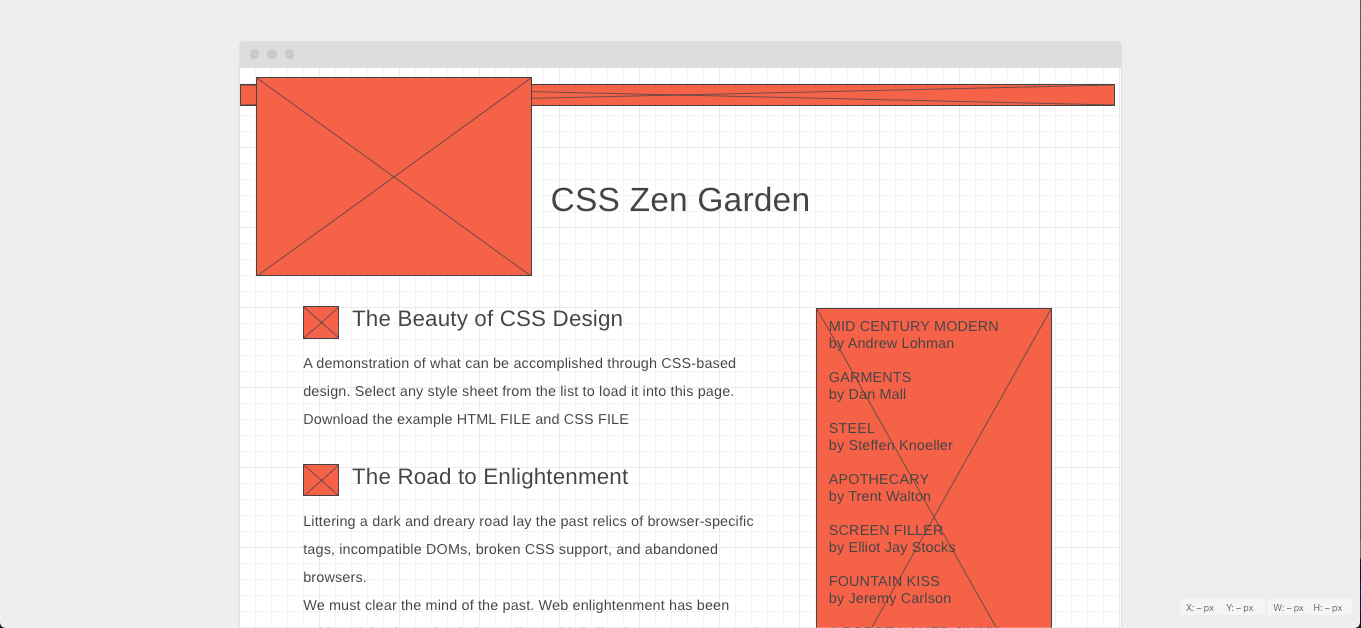 CSS Zen Garden
The Beauty of CSS Design
A demonstration of what can be accomplished through CSS-based
design. Select any style sheet from the list to load it into this page.
Download the example HTML FILE and CSS FILE
The Road to Enlightenment
Littering a dark and dreary road lay the past relics of browser-specific
tags, incompatible DOMs, broken CSS support, and abandoned
browsers.
We must clear the mind of the past. Web enlightenment has been
MID CENTURY MODERN
by Andrew Lohman
GARMENTS
by Dan Mall
STEEL
by Steffen Knoeller
APOTHECARY
by Trent Walton
SCREEN FILLER
by Elliot Jay Stocks
FOUNTAIN KISS
by Jeremy Carlson
X: – px Y: – px W: – px H: – px